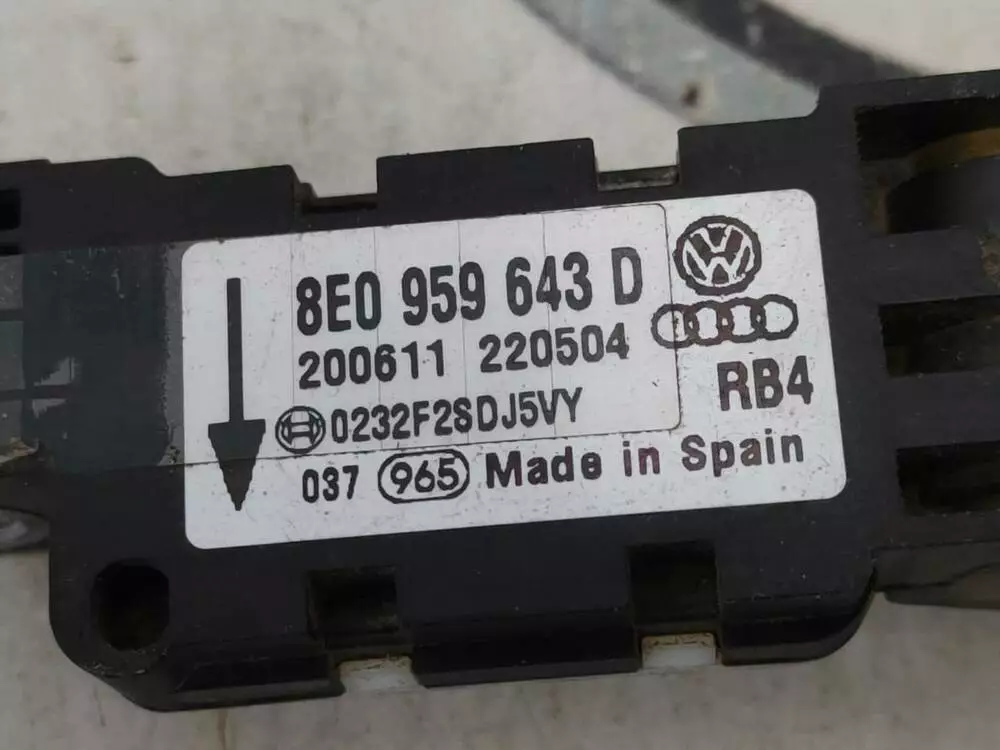 8E0 959 643 D
200611 220504
0232F2SDJ5VY
RB4
037 965 Made in Spain